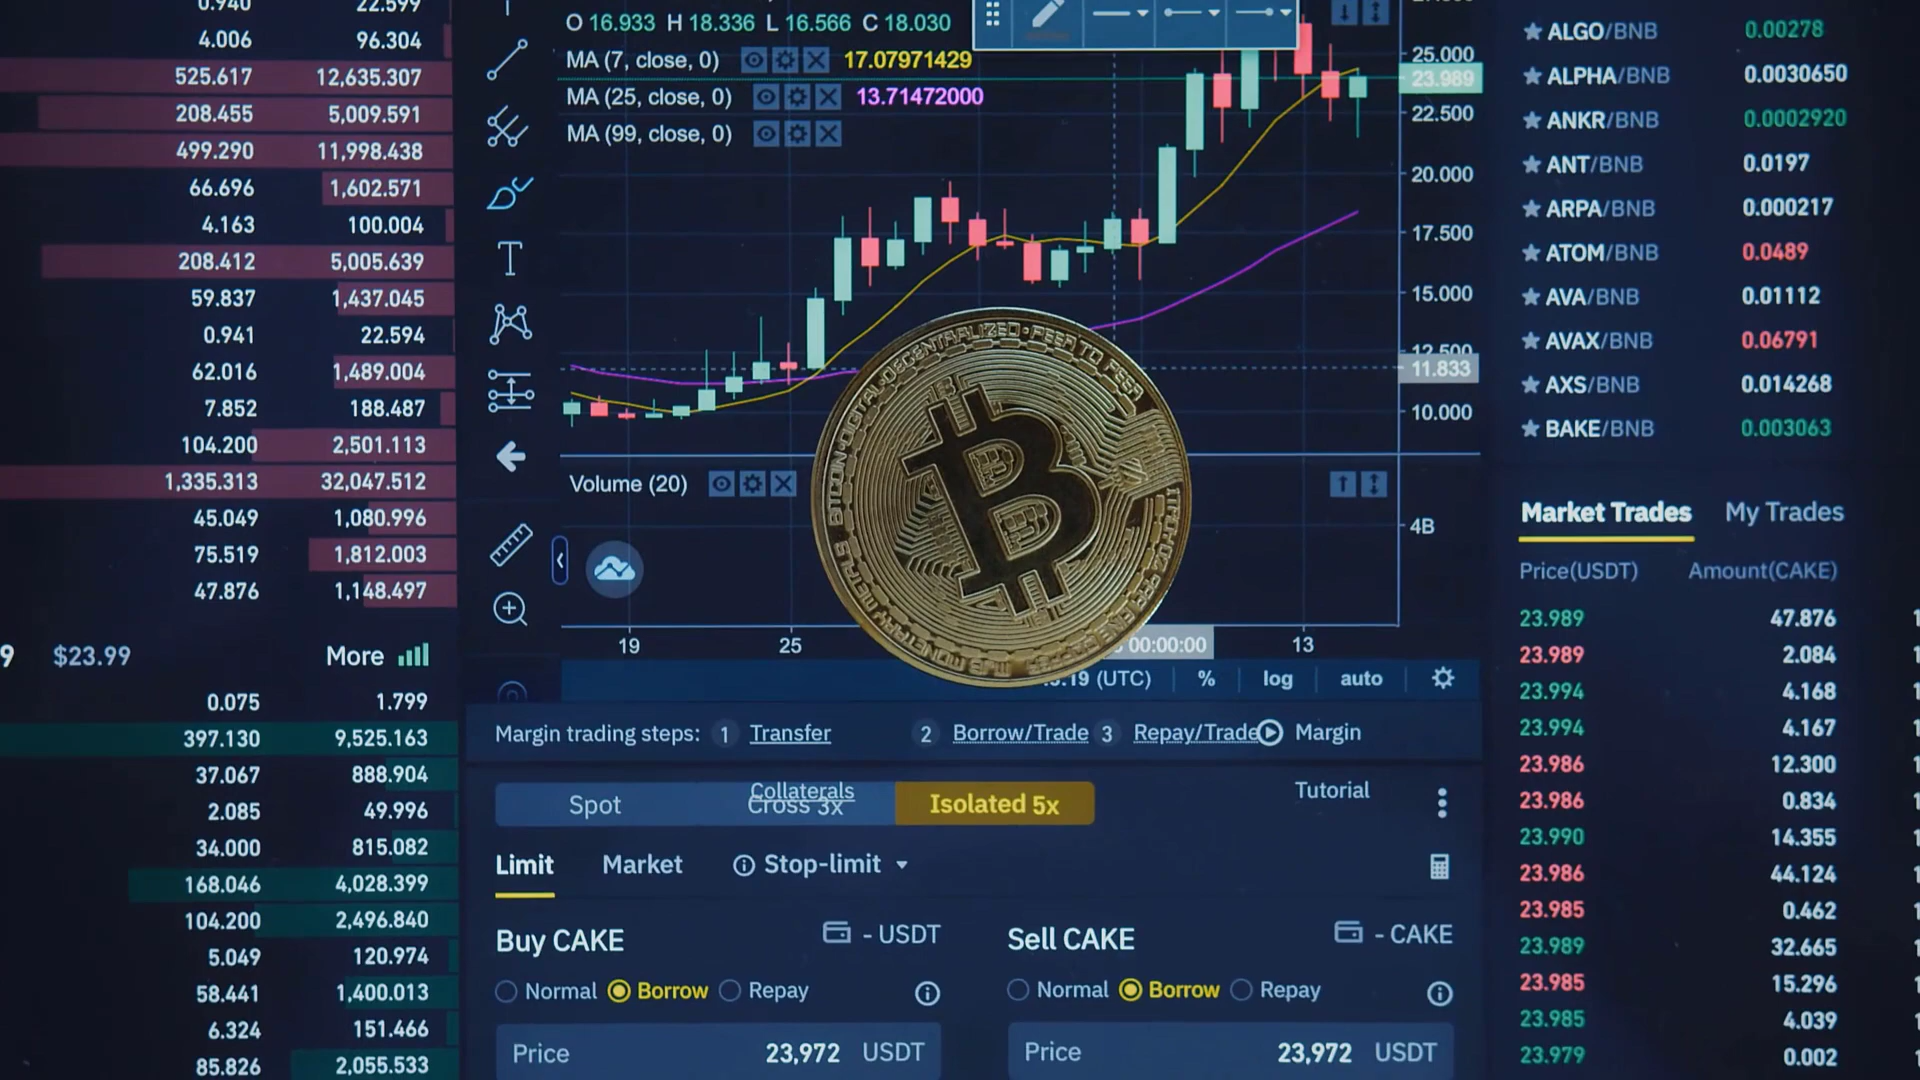 0.940 22.599
4.006 96.304
525.617 12,635.307
208.455 5,009.591
499.290 11,998.438
66.696 1,602.571
4.163 100.004
208.412 5,005.639
59.837 1,437.045
0.941 22.594
62.016 1,489.004
7.852 188.487
104.200 2,501.113
1,335.313 32,047.512
45.049 1,080.996
75.519 1,812.003
47.876 1,148.497
9 $23.99 More
0.075 1.799
397.130 9,525.163
37.067 888.904
2.085 49.996
34.000 815.082
168.046 4,028.399
104.200 2,496.840
5.049 120.974
58.441 1,400.013
6.324 151.466
85.826 2,055.533
O 16.933 H 18.336 L 16.566 C 18.030
MA (7, close, 0) 17.07971429
MA (25, close, 0) 13.71472000
MA (99, close, 0)
25.000
23.989
22.500
20.000
17.500
15.000
12.500
11.833
10.000
Volume (20)
4B
19 25 00:00:00 13
BITCOIN·DIGITAL·DECENTRALIZED·PEER TO PEER
(UTC) % log auto
Margin trading steps: 1 Transfer 2 Borrow/Trade 3 Repay/Trade Margin
Collaterals Tutorial
Spot Cross 3x Isolated 5x
Limit Market Stop-limit
Buy CAKE - USDT
Normal Borrow Repay
Price 23,972 USDT
Sell CAKE - CAKE
Normal Borrow Repay
Price 23,972 USDT
ALGO/BNB 0.00278
ALPHA/BNB 0.0030650
ANKR/BNB 0.0002920
ANT/BNB 0.0197
ARPA/BNB 0.000217
ATOM/BNB 0.0489
AVA/BNB 0.01112
AVAX/BNB 0.06791
AXS/BNB 0.014268
BAKE/BNB 0.003063
Market Trades My Trades
Price(USDT) Amount(CAKE)
23.989 47.876
23.989 2.084
23.994 4.168
23.994 4.167
23.986 12.300
23.986 0.834
23.990 14.355
23.986 44.124
23.985 0.462
23.989 32.665
23.985 15.296
23.985 4.039
23.979 0.002